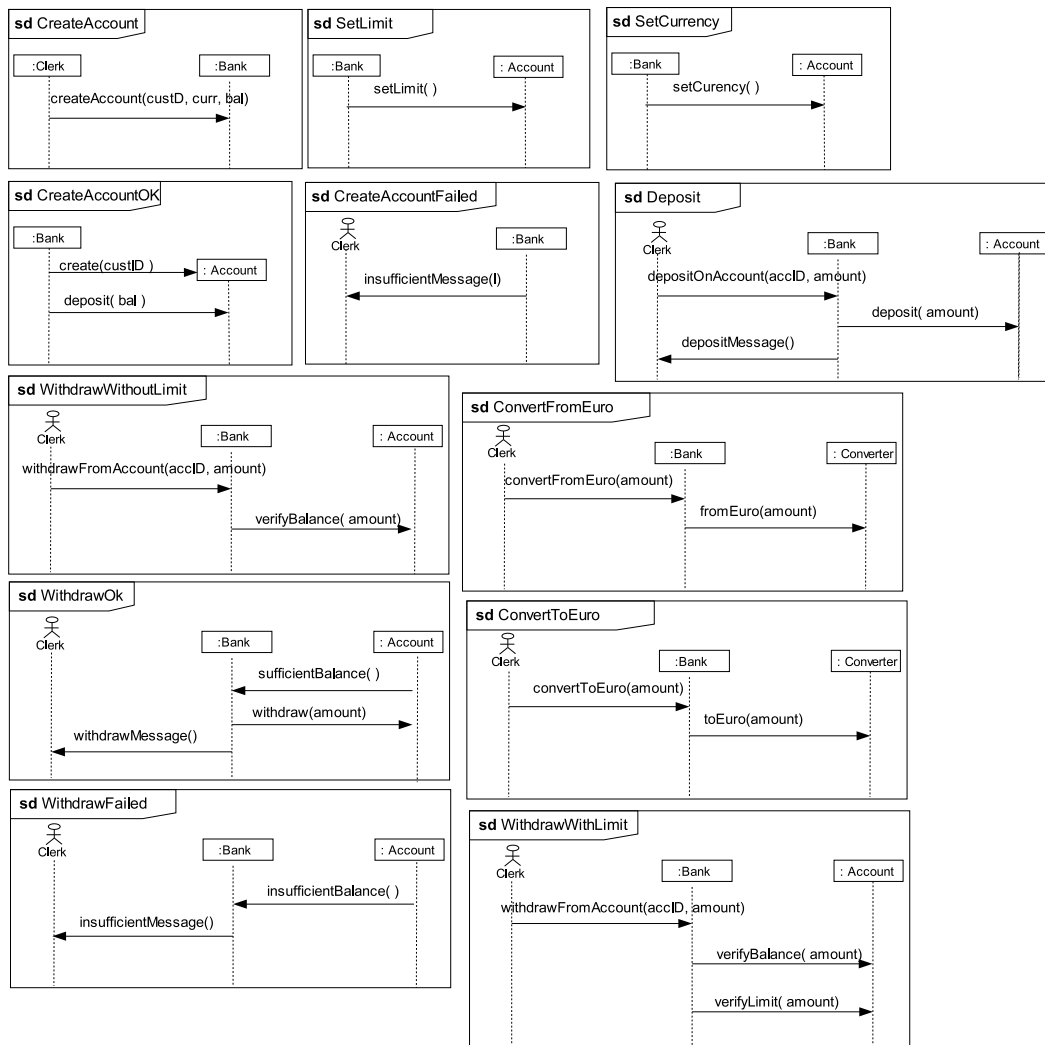 sd CreateAccount
:Clerk
:Bank
createAccount(custD, curr, bal)
sd SetLimit
:Bank
: Account
setLimit( )
sd SetCurrency
:Bank
: Account
setCurency( )
sd CreateAccountOK
:Bank
create(custID )
: Account
deposit( bal )
sd CreateAccountFailed
Clerk
:Bank
insufficientMessage(l)
sd Deposit
Clerk
:Bank
: Account
depositOnAccount(accID, amount)
deposit( amount)
depositMessage()
sd WithdrawWithoutLimit
Clerk
:Bank
: Account
withdrawFromAccount(accID, amount)
verifyBalance( amount)
sd ConvertFromEuro
Clerk
:Bank
: Converter
convertFromEuro(amount)
fromEuro(amount)
sd WithdrawOk
Clerk
:Bank
: Account
sufficientBalance( )
withdraw(amount)
withdrawMessage()
sd ConvertToEuro
Clerk
:Bank
: Converter
convertToEuro(amount)
toEuro(amount)
sd WithdrawFailed
Clerk
:Bank
: Account
insufficientBalance( )
insufficientMessage()
sd WithdrawWithLimit
Clerk
:Bank
: Account
withdrawFromAccount(accID, amount)
verifyBalance( amount)
verifyLimit( amount)